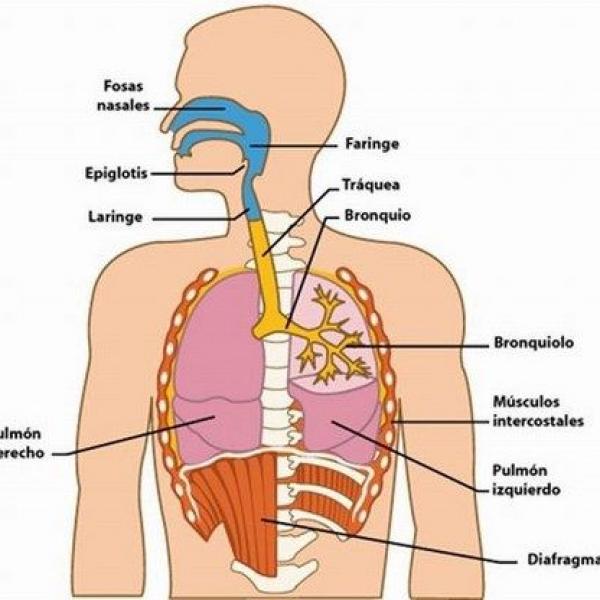 Fosas
nasales
Faringe
Epiglotis
Tráquea
Laringe
Bronquio
Bronquiolo
Músculos
intercostales
ulmón
erecho
Pulmón
izquierdo
Diafragma